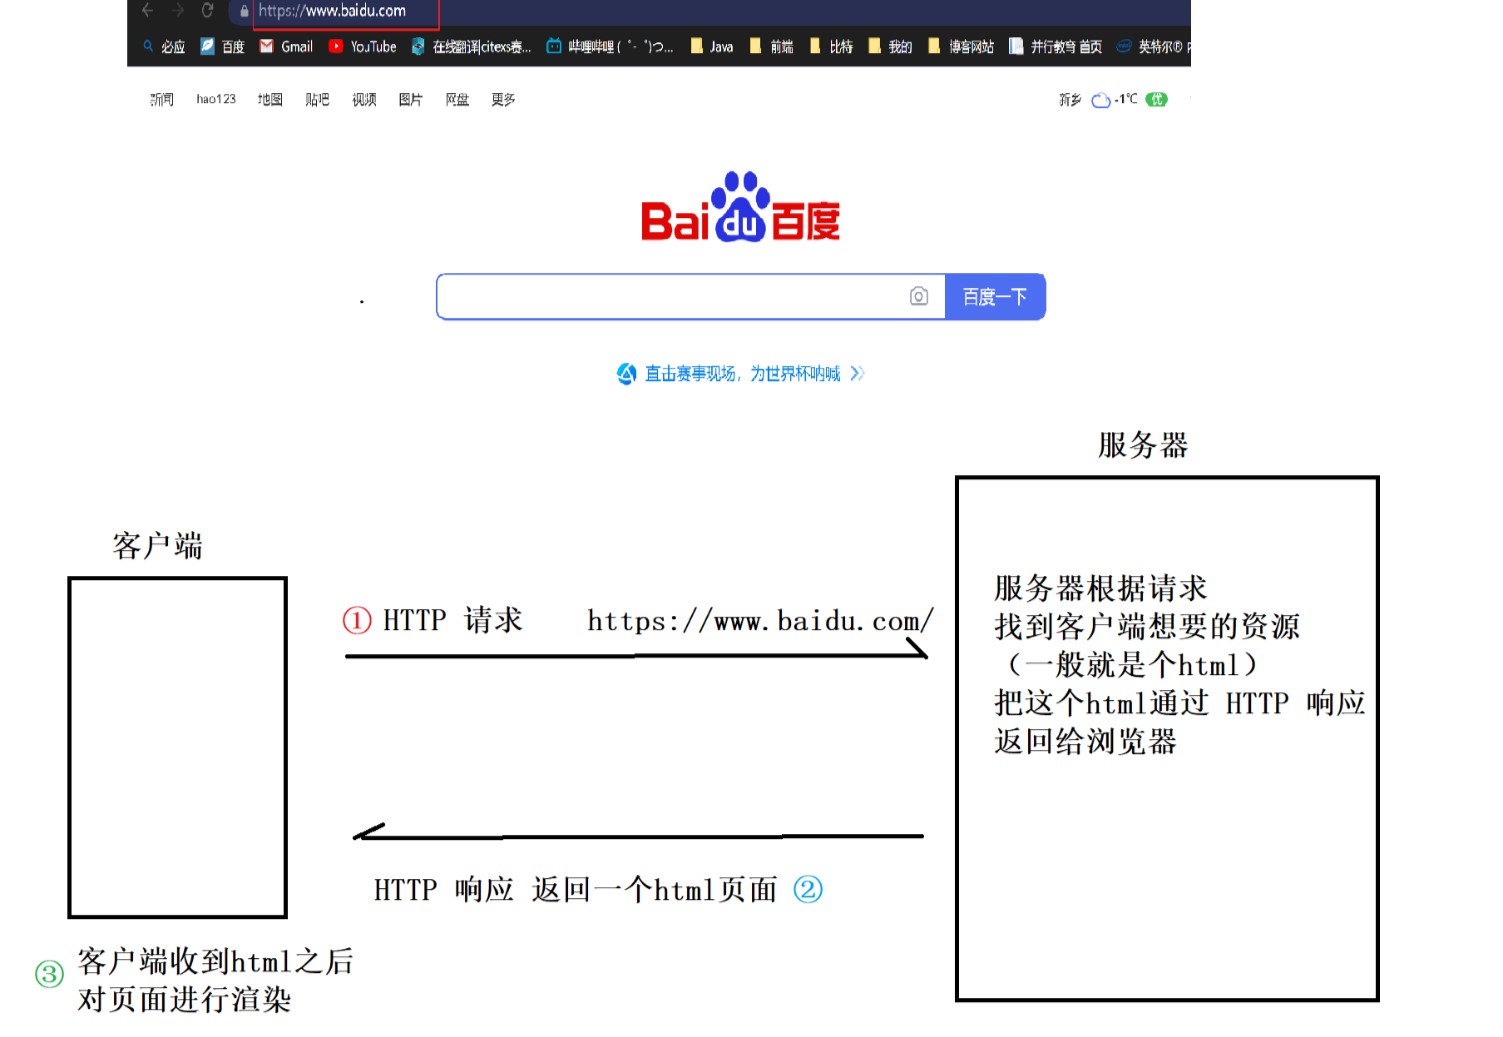 https://www.baidu.com
必应 百度 Gmail YouTube 在线翻译|citexs赛... 哔哩哔哩 ( ゜- ゜)つ... Java 前端 比特 我的 博客网站 并行教育 首页 英特尔®
新闻 hao123 地图 贴吧 视频 图片 网盘 更多 新乡 -1℃ 优
Bai du 百度
百度一下
直击赛事现场，为世界杯呐喊
服务器
客户端
① HTTP 请求 https://www.baidu.com/
服务器根据请求
找到客户端想要的资源
（一般就是个html）
把这个html通过 HTTP 响应
返回给浏览器
HTTP 响应 返回一个html页面 ②
③ 客户端收到html之后
对页面进行渲染